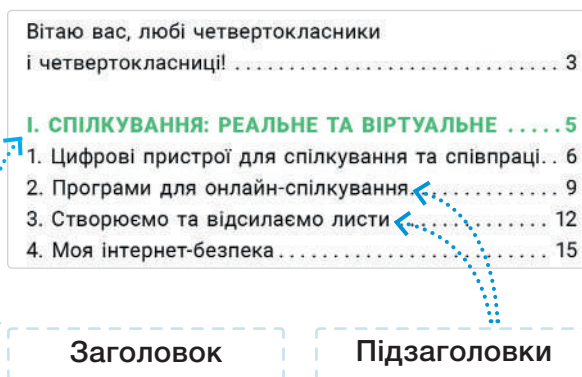 Вітаю вас, любі четвертокласники
і четвертокласниці! ........................ 3
І. СПІЛКУВАННЯ: РЕАЛЬНЕ ТА ВІРТУАЛЬНЕ ..... 5
1. Цифрові пристрої для спілкування та співпраці.. 6
2. Програми для онлайн-спілкування............. 9
3. Створюємо та відсилаємо листи .............. 12
4. Моя інтернет-безпека ....................... 15
Заголовок
Підзаголовки